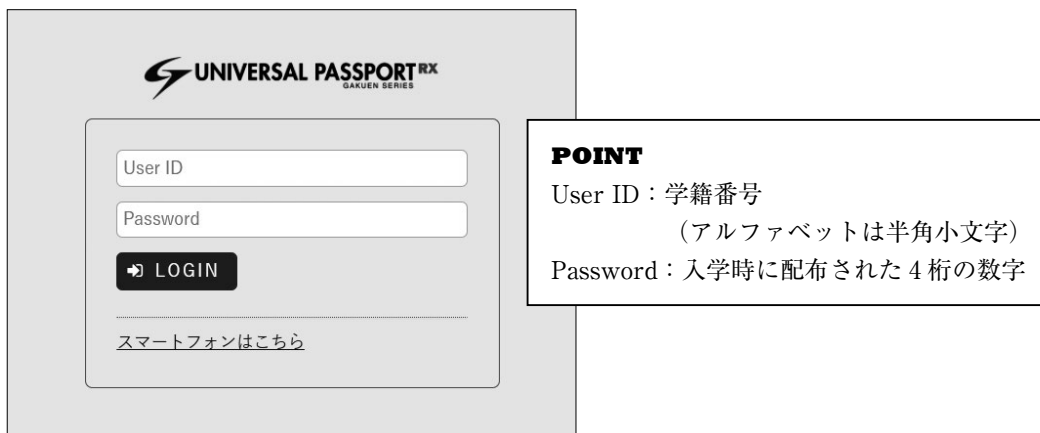 UNIVERSAL PASSPORT RX
GAKUEN SERIES
User ID
Password
LOGIN
スマートフォンはこちら
POINT
User ID：学籍番号
（アルファベットは半角小文字）
Password：入学時に配布された４桁の数字